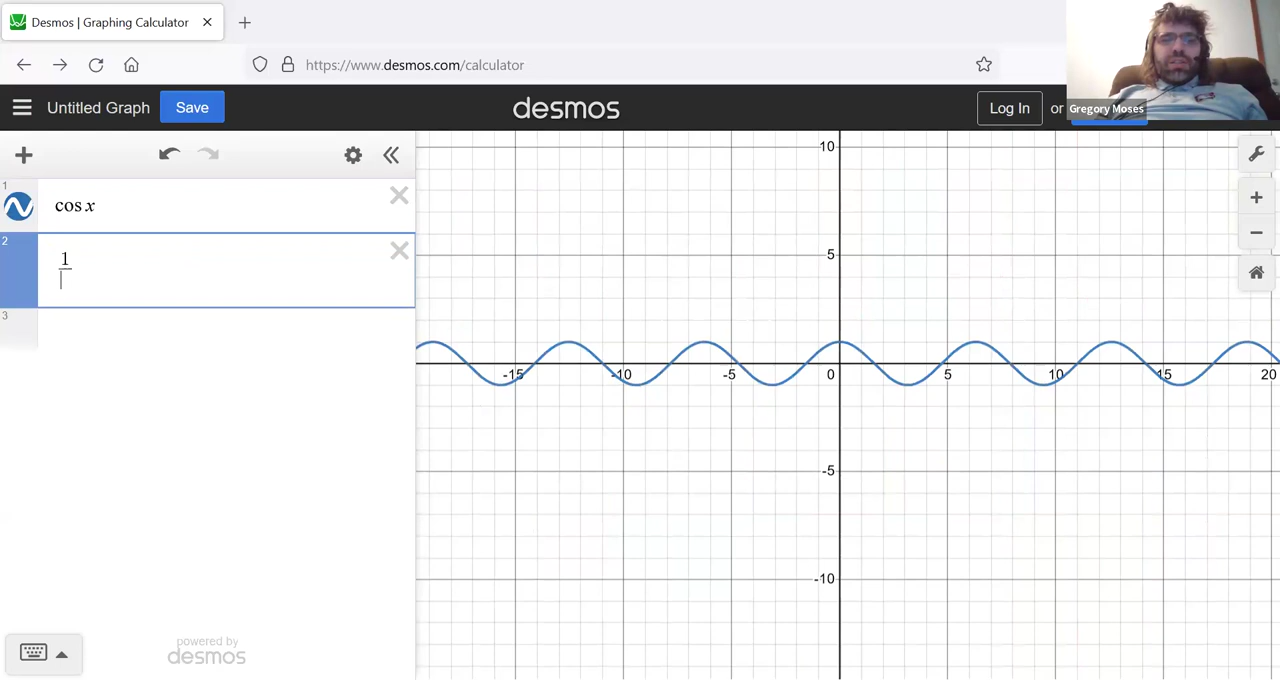 Desmos | Graphing Calculator
https://www.desmos.com/calculator
Untitled Graph
Save
desmos
Log In
or
Gregory Moses
1
cos x
2
1
3
10
5
-15
-10
-5
0
5
10
15
20
-5
-10
powered by
desmos